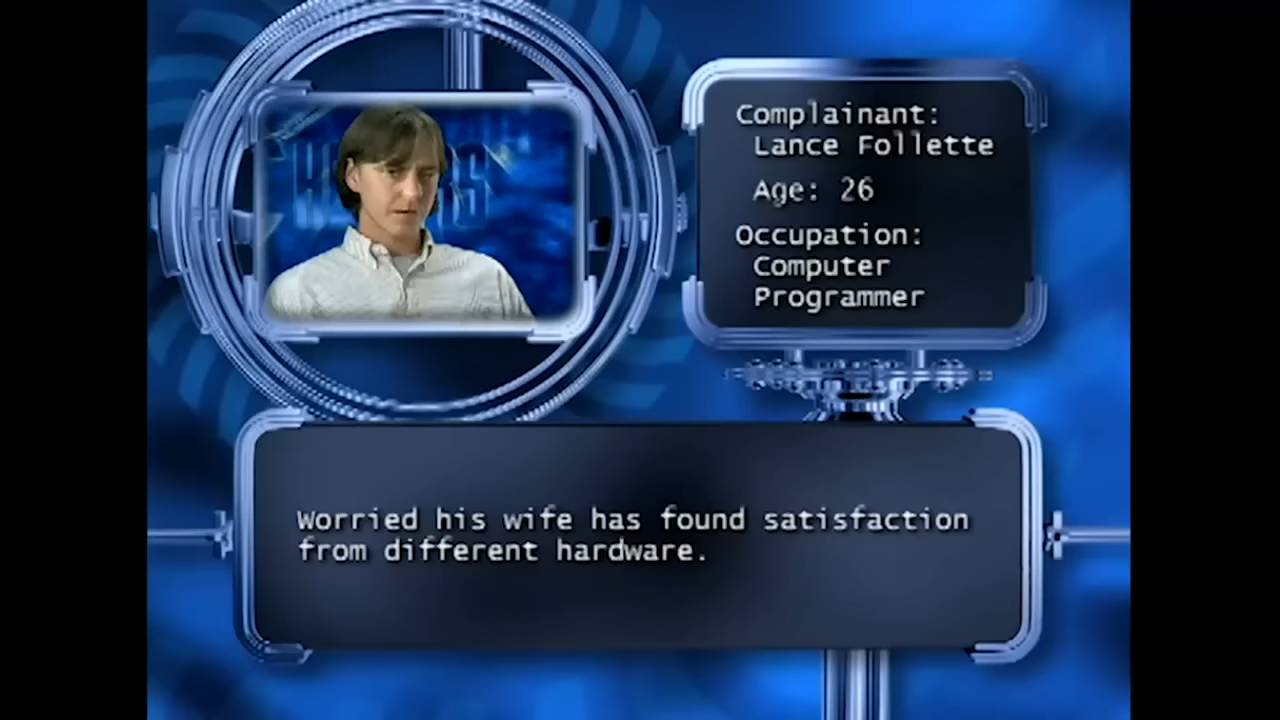 Complainant:
Lance Follette
Age: 26
Occupation:
Computer
Programmer
Worried his wife has found satisfaction
from different hardware.